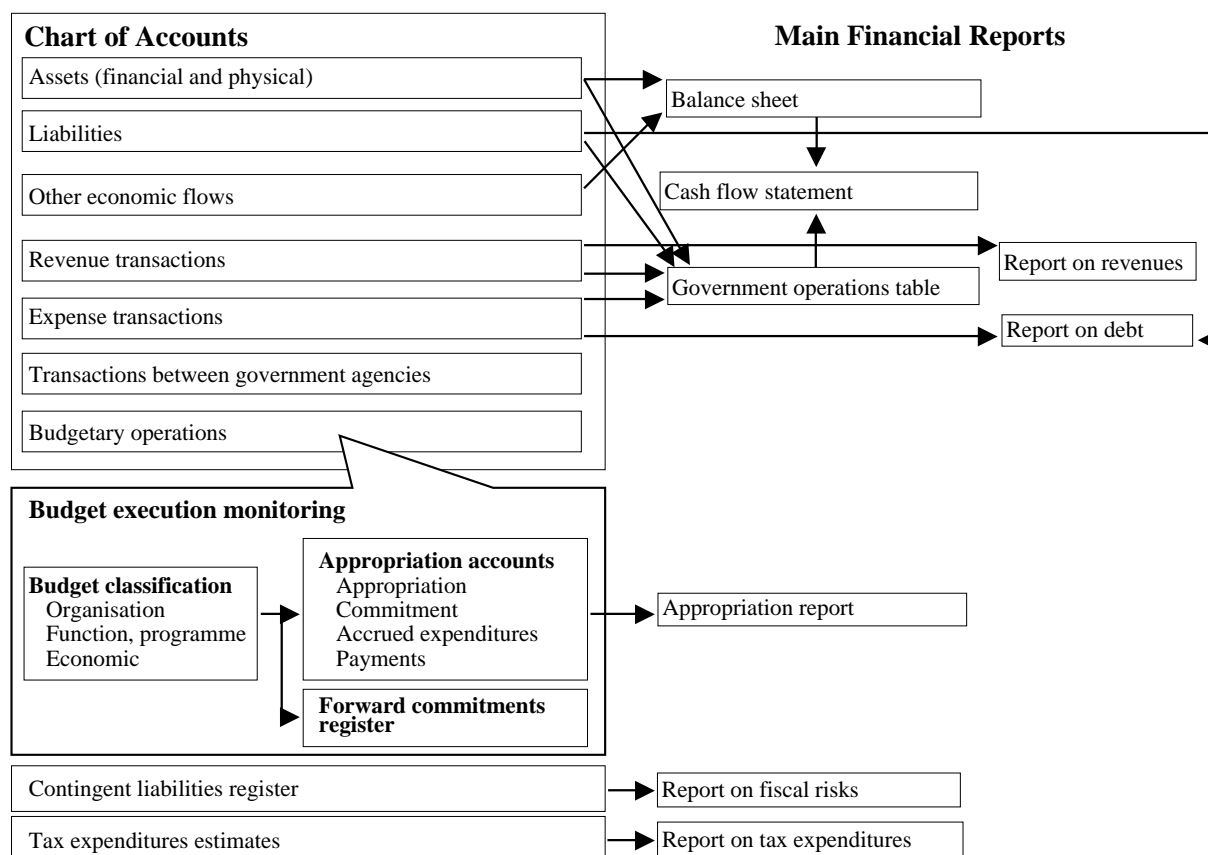 Chart of Accounts
Main Financial Reports
Assets (financial and physical)
Balance sheet
Liabilities
Other economic flows
Cash flow statement
Revenue transactions
Report on revenues
Government operations table
Expense transactions
Report on debt
Transactions between government agencies
Budgetary operations
Budget execution monitoring
Budget classification
Organisation
Function, programme
Economic
Appropriation accounts
Appropriation
Commitment
Accrued expenditures
Payments
Appropriation report
Forward commitments
register
Contingent liabilities register
Report on fiscal risks
Tax expenditures estimates
Report on tax expenditures